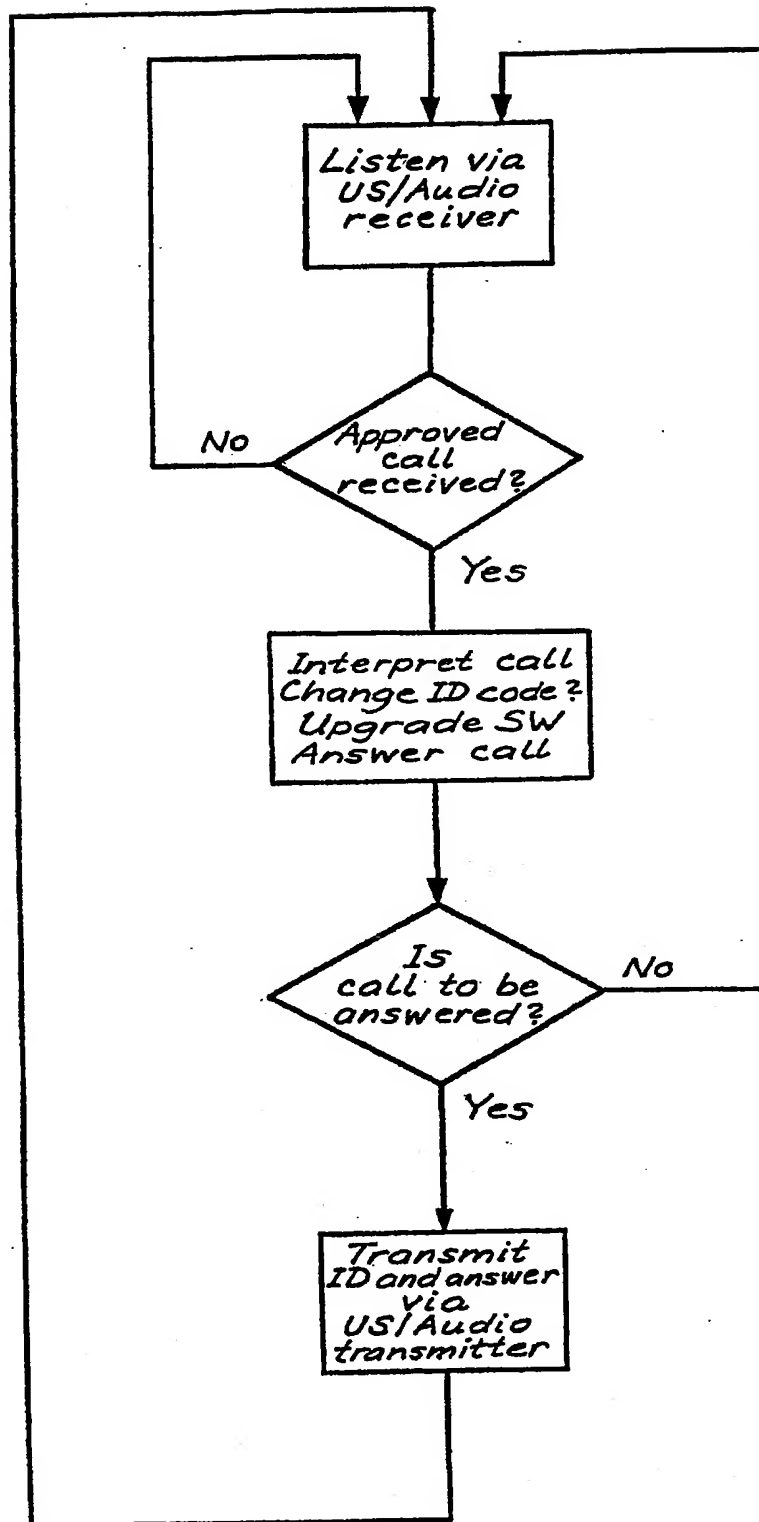 Listen via
US/Audio
receiver
No
Approved
call
received?
Yes
Interpret call
Change ID code?
Upgrade SW
Answer call
Is
call to be
answered?
No
Yes
Transmit
ID and answer
via
US/Audio
transmitter